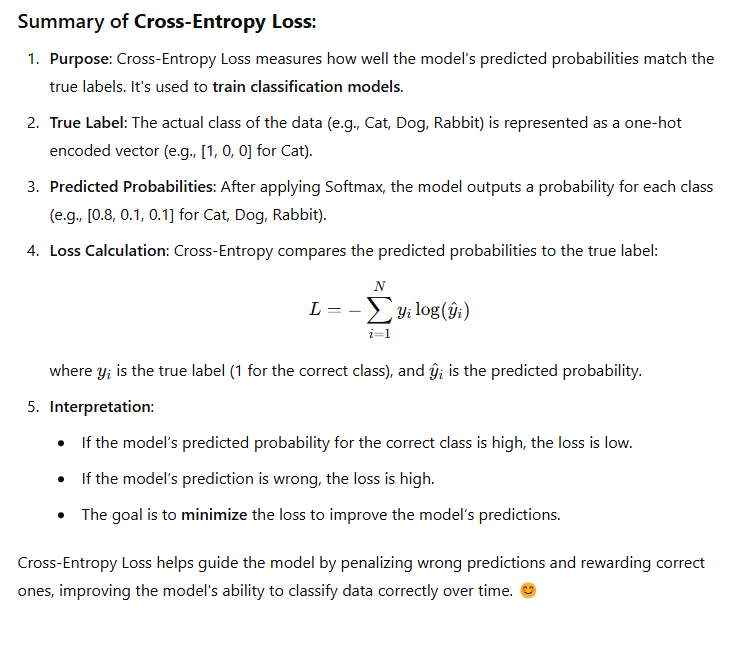 Summary of Cross-Entropy Loss:
1. Purpose: Cross-Entropy Loss measures how well the model's predicted probabilities match the
true labels. It's used to train classification models.
2. True Label: The actual class of the data (e.g., Cat, Dog, Rabbit) is represented as a one-hot
encoded vector (e.g., [1, 0, 0] for Cat).
3. Predicted Probabilities: After applying Softmax, the model outputs a probability for each class
(e.g., [0.8, 0.1, 0.1] for Cat, Dog, Rabbit).
4. Loss Calculation: Cross-Entropy compares the predicted probabilities to the true label:
L = − ∑_{i=1}^{N} y_i log(ŷ_i)
where y_i is the true label (1 for the correct class), and ŷ_i is the predicted probability.
5. Interpretation:
• If the model's predicted probability for the correct class is high, the loss is low.
• If the model's prediction is wrong, the loss is high.
• The goal is to minimize the loss to improve the model's predictions.
Cross-Entropy Loss helps guide the model by penalizing wrong predictions and rewarding correct
ones, improving the model's ability to classify data correctly over time. 😊